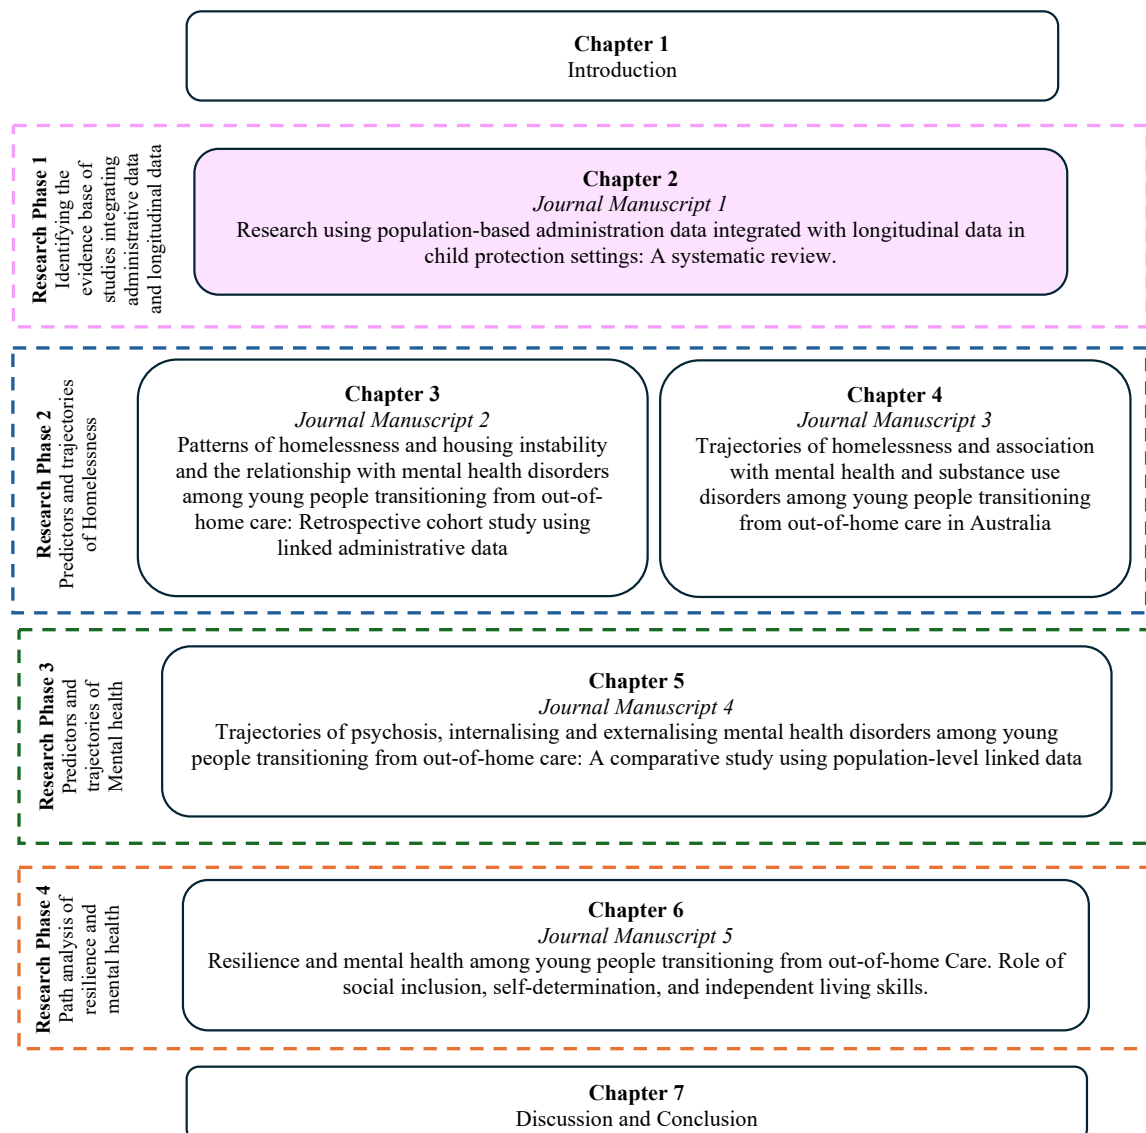 Chapter 1
Introduction
Research Phase 1
Identifying the
evidence base of
studies integrating
administrative data
and longitudinal data
Chapter 2
Journal Manuscript 1
Research using population-based administration data integrated with longitudinal data in
child protection settings: A systematic review.
Research Phase 2
Predictors and trajectories
of Homelessness
Chapter 3
Journal Manuscript 2
Patterns of homelessness and housing instability
and the relationship with mental health disorders
among young people transitioning from out-of-
home care: Retrospective cohort study using
linked administrative data
Chapter 4
Journal Manuscript 3
Trajectories of homelessness and association
with mental health and substance use
disorders among young people transitioning
from out-of-home care in Australia
Research Phase 3
Predictors and
trajectories of
Mental health
Chapter 5
Journal Manuscript 4
Trajectories of psychosis, internalising and externalising mental health disorders among young
people transitioning from out-of-home care: A comparative study using population-level linked data
Research Phase 4
Path analysis of
resilience and
mental health
Chapter 6
Journal Manuscript 5
Resilience and mental health among young people transitioning from out-of-home Care. Role of
social inclusion, self-determination, and independent living skills.
Chapter 7
Discussion and Conclusion